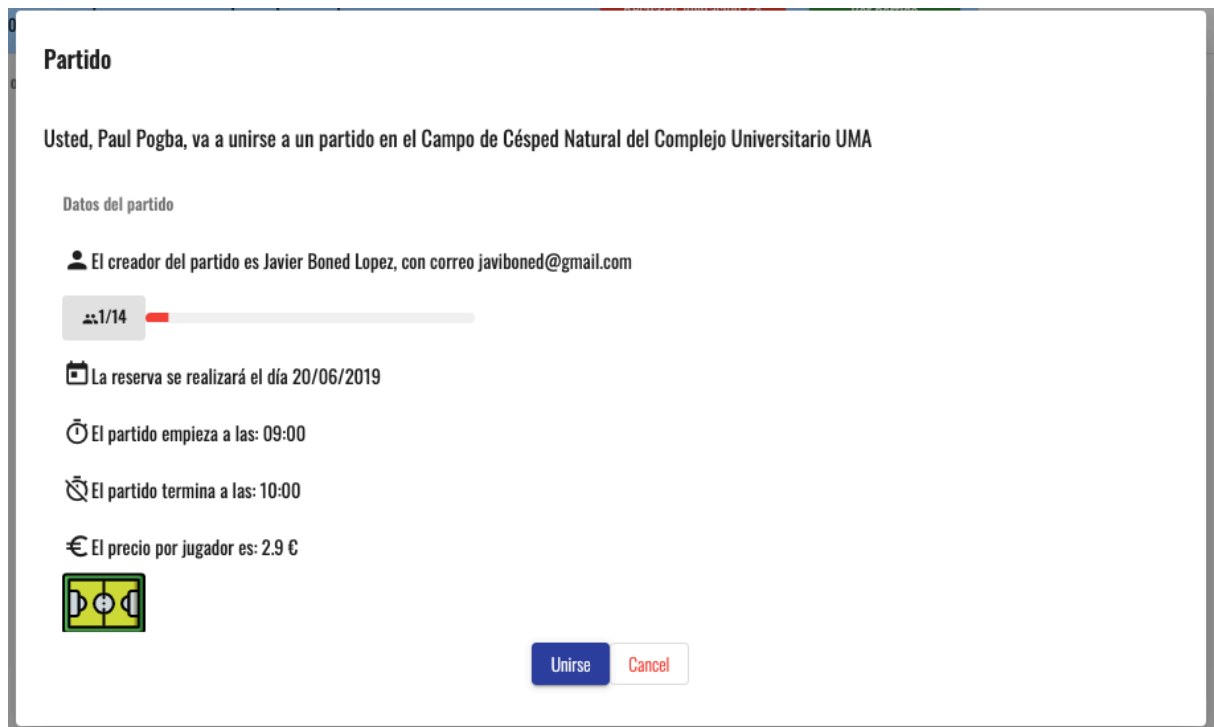 Partido
Usted, Paul Pogba, va a unirse a un partido en el Campo de Césped Natural del Complejo Universitario UMA
Datos del partido
El creador del partido es Javier Boned Lopez, con correo javiboned@gmail.com
1/14
La reserva se realizará el día 20/06/2019
El partido empieza a las: 09:00
El partido termina a las: 10:00
El precio por jugador es: 2.9 €
Unirse Cancel